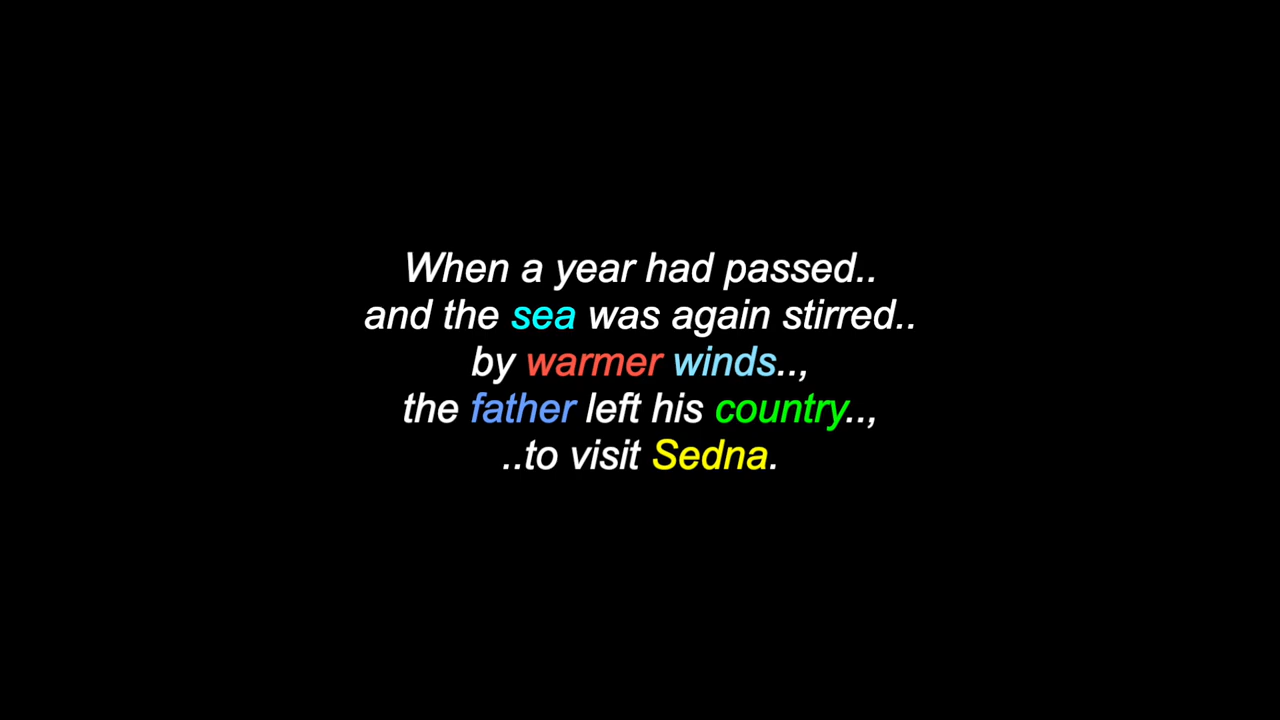 When a year had passed..
and the sea was again stirred..
by warmer winds..,
the father left his country..,
..to visit Sedna.